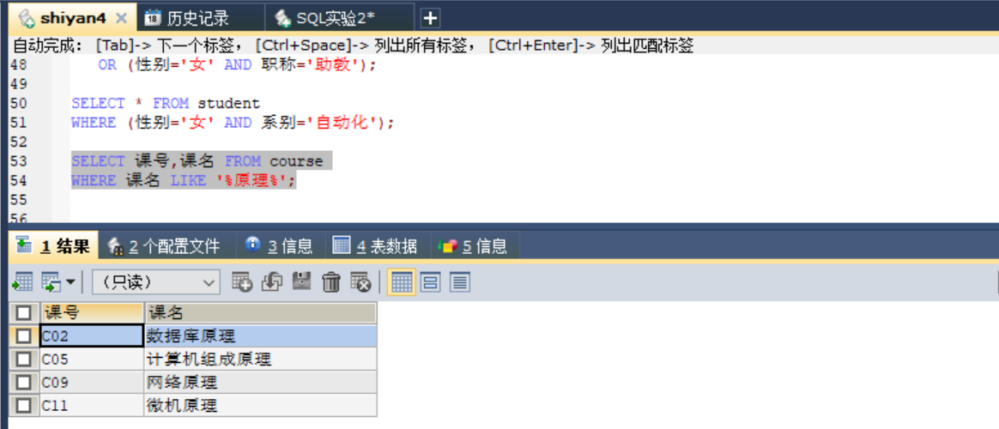 shiyan4 历史记录 SQL实验2*
自动完成: [Tab]-> 下一个标签, [Ctrl+Space]-> 列出所有标签, [Ctrl+Enter]-> 列出匹配标签
48 OR (性别='女' AND 职称='助教');
49
50 SELECT * FROM student
51 WHERE (性别='女' AND 系别='自动化');
52
53 SELECT 课号,课名 FROM course
54 WHERE 课名 LIKE '%原理%';
55
56
1 结果 2 个配置文件 3 信息 4 表数据 5 信息
(只读)
课号 课名
C02 数据库原理
C05 计算机组成原理
C09 网络原理
C11 微机原理